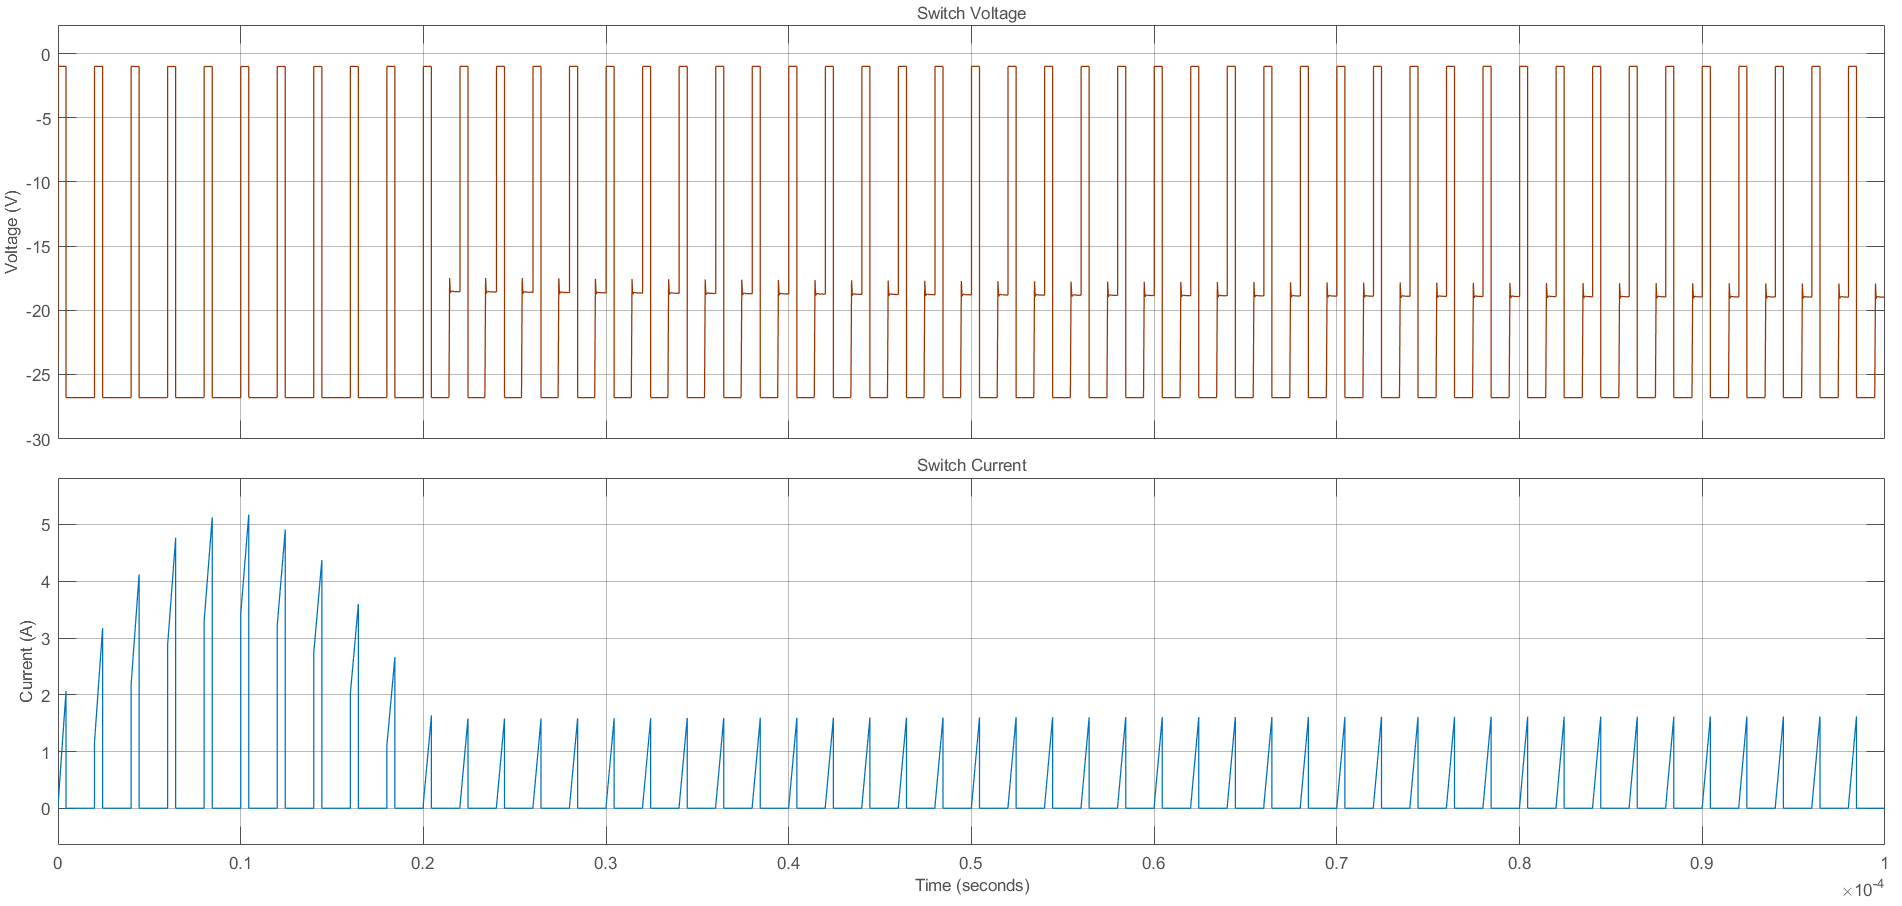 Switch Voltage
0
-5
-10
-15
-20
-25
-30
Voltage (V)
Switch Current
5
4
3
2
1
0
Current (A)
0 0.1 0.2 0.3 0.4 0.5 0.6 0.7 0.8 0.9 1
Time (seconds)
×10-4